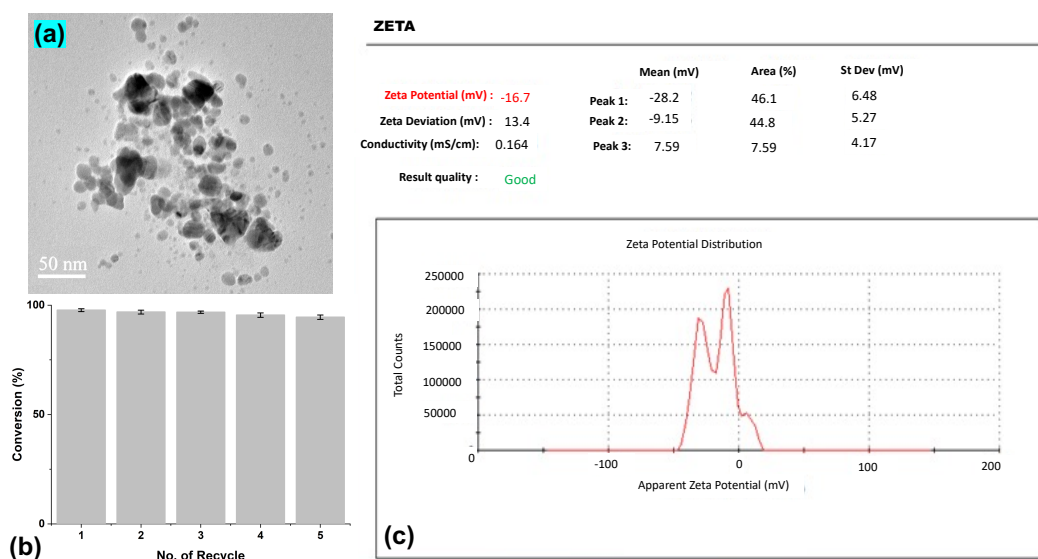 (a)
50 nm
ZETA
Mean (mV) Area (%) St Dev (mV)
Zeta Potential (mV) : -16.7 Peak 1: -28.2 46.1 6.48
Zeta Deviation (mV) : 13.4 Peak 2: -9.15 44.8 5.27
Conductivity (mS/cm): 0.164 Peak 3: 7.59 7.59 4.17
Result quality : Good
100
50
0
Conversion (%)
1 2 3 4 5
No. of Recycle
(b)
Zeta Potential Distribution
250000
200000
150000
100000
50000
0
Total Counts
-100 0 100 200
Apparent Zeta Potential (mV)
(c)